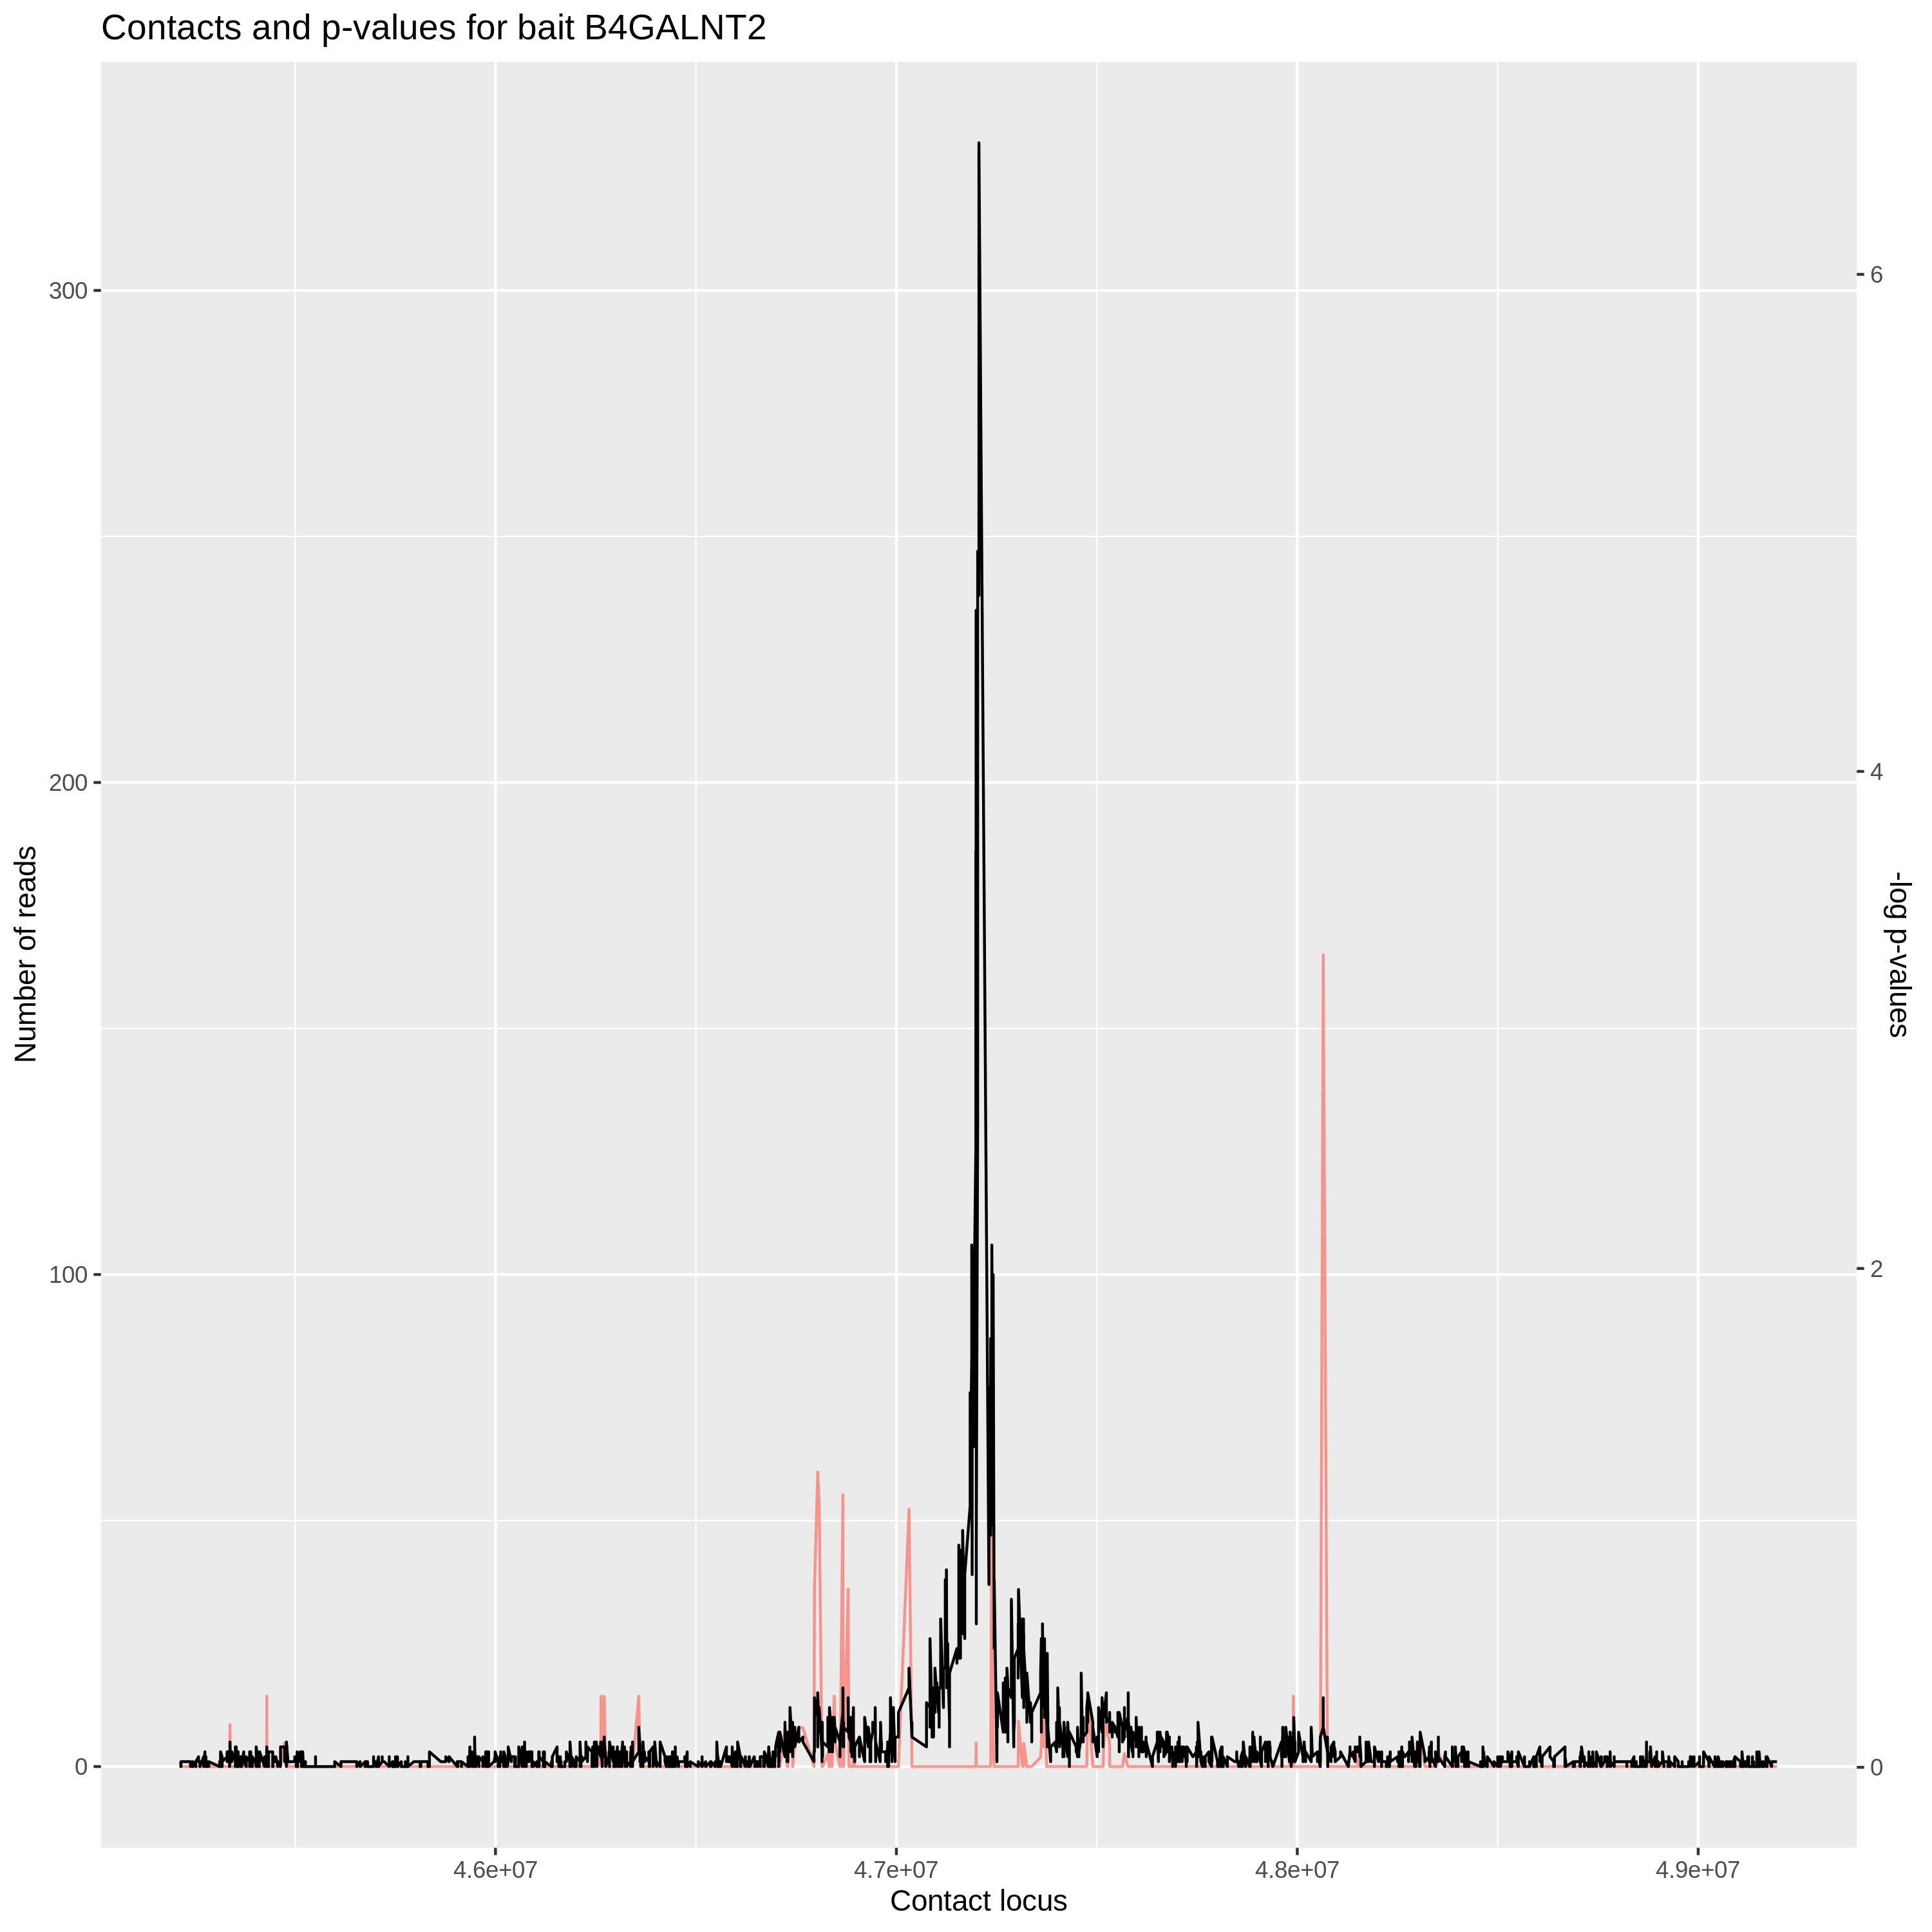 Contacts and p-values for bait B4GALNT2
300
200
100
0
6
4
2
0
Number of reads
-log p-values
4.6e+07
4.7e+07
4.8e+07
4.9e+07
Contact locus